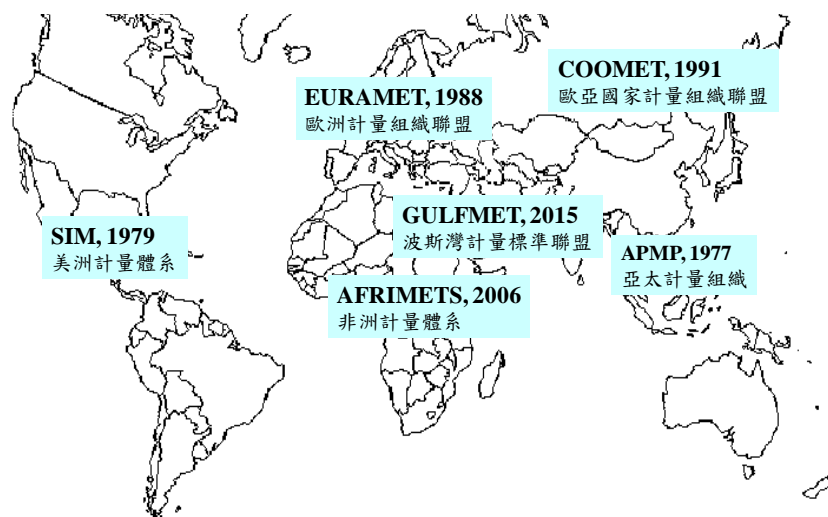 COOMET, 1991
歐亞國家計量組織聯盟
EURAMET, 1988
歐洲計量組織聯盟
GULFMET, 2015
波斯灣計量標準聯盟
SIM, 1979
美洲計量體系
APMP, 1977
亞太計量組織
AFRIMETS, 2006
非洲計量體系